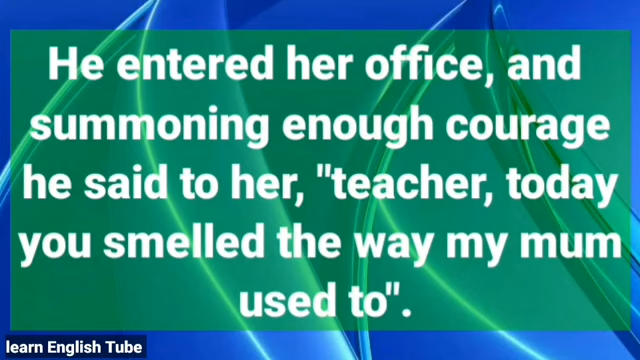 He entered her office, and
summoning enough courage
he said to her, "teacher, today
you smelled the way my mum
used to".
learn English Tube